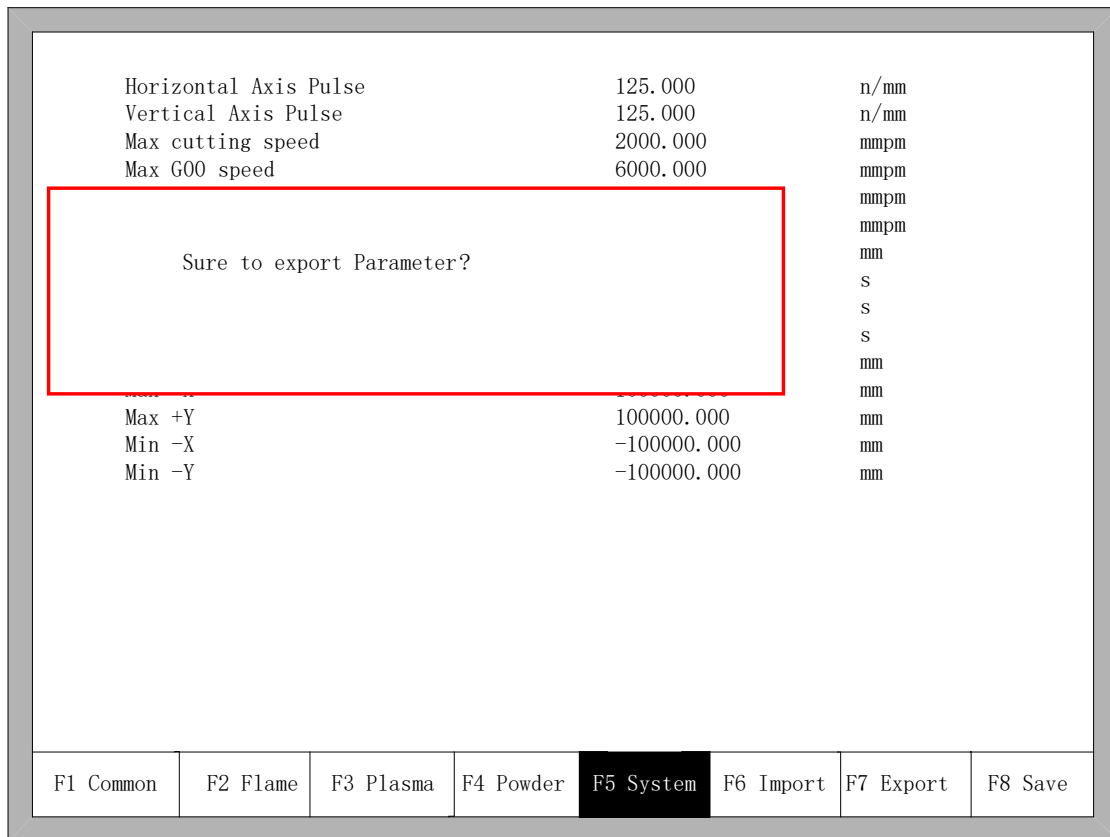 Horizontal Axis Pulse 125.000 n/mm
Vertical Axis Pulse 125.000 n/mm
Max cutting speed 2000.000 mmpm
Max G00 speed 6000.000 mmpm
mmpm
mmpm
Sure to export Parameter? mm
s
s
s
mm
mm
Max +Y 100000.000 mm
Min -X -100000.000 mm
Min -Y -100000.000 mm
F1 Common F2 Flame F3 Plasma F4 Powder F5 System F6 Import F7 Export F8 Save